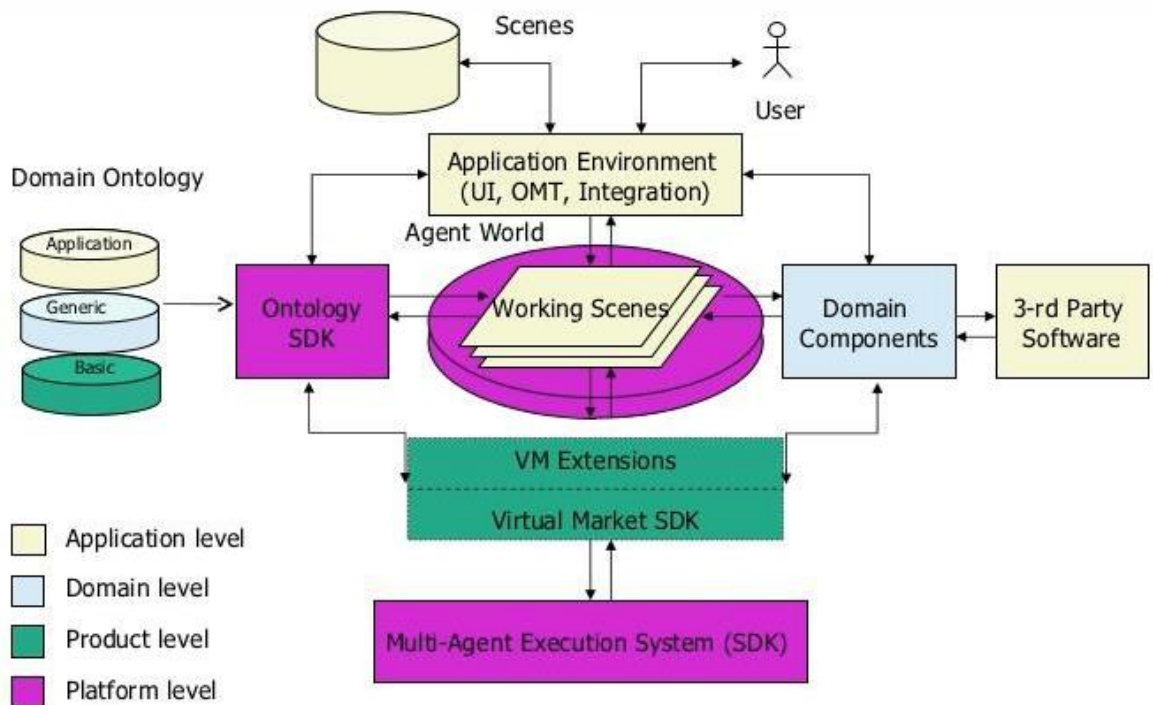 Scenes
User
Application Environment
(UI, OMT, Integration)
Domain Ontology
Agent World
Application
Generic
Basic
Ontology
SDK
Working Scenes
Domain
Components
3-rd Party
Software
VM Extensions
Virtual Market SDK
Application level
Domain level
Product level
Platform level
Multi-Agent Execution System (SDK)